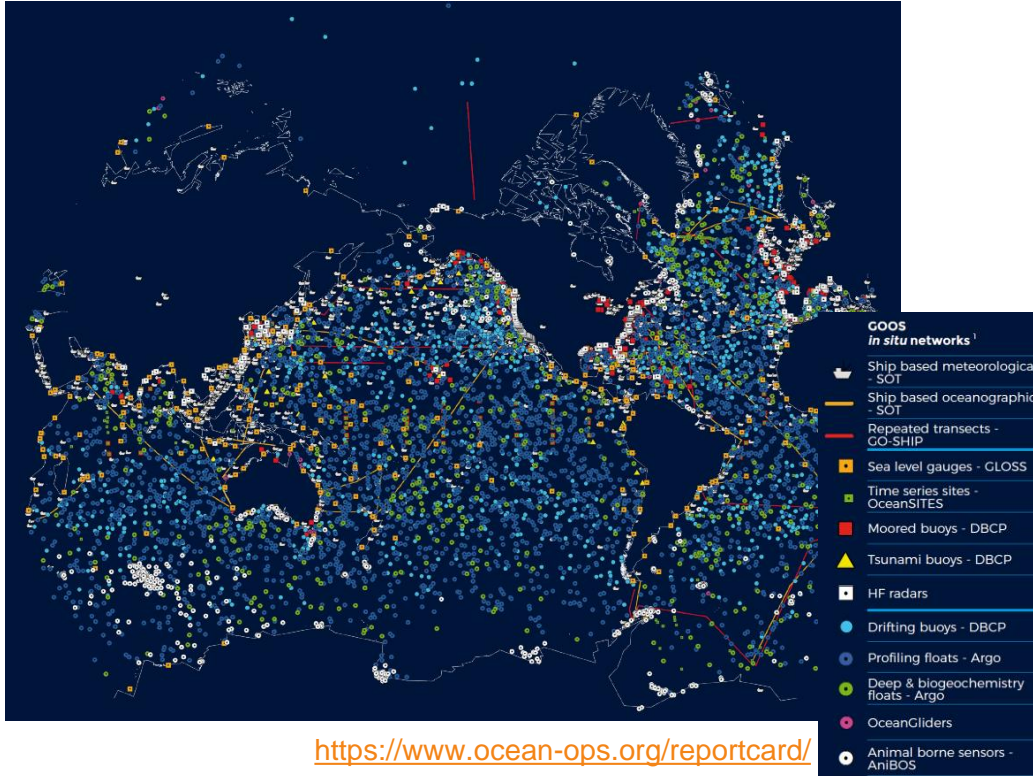 GOOS
in situ networks ¹
Ship based meteorological
- SOT
Ship based oceanographic
- SOT
Repeated transects -
GO-SHIP
Sea level gauges - GLOSS
Time series sites -
OceanSITES
Moored buoys - DBCP
Tsunami buoys - DBCP
HF radars
Drifting buoys - DBCP
Profiling floats - Argo
Deep & biogeochemistry
floats - Argo
OceanGliders
Animal borne sensors -
AniBOS
https://www.ocean-ops.org/reportcard/